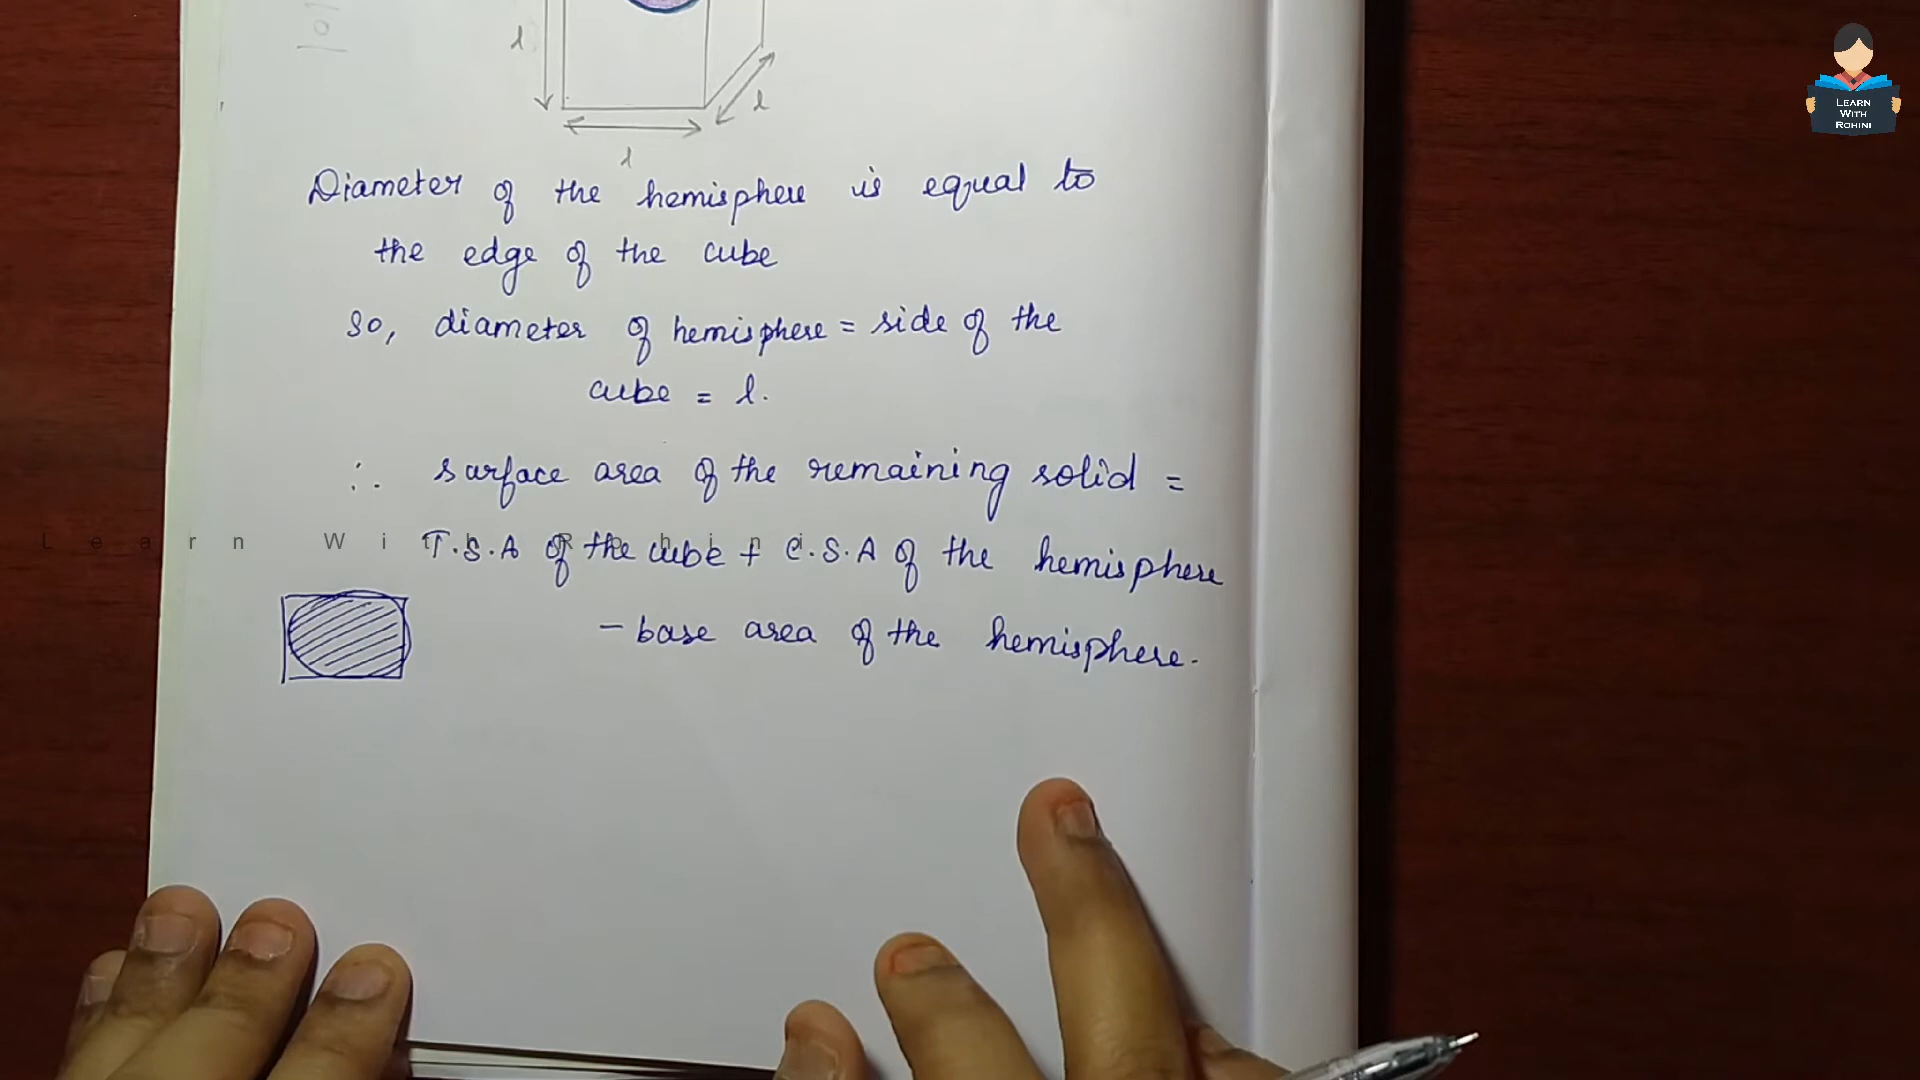 l
l
l
Diameter of the hemisphere is equal to
the edge of the cube
So, diameter of hemisphere = side of the
cube = l.
∴ surface area of the remaining solid =
T.S.A of the cube + C.S.A of the hemisphere
- base area of the hemisphere.
Learn With Rohini
LEARN
WITH
ROHINI